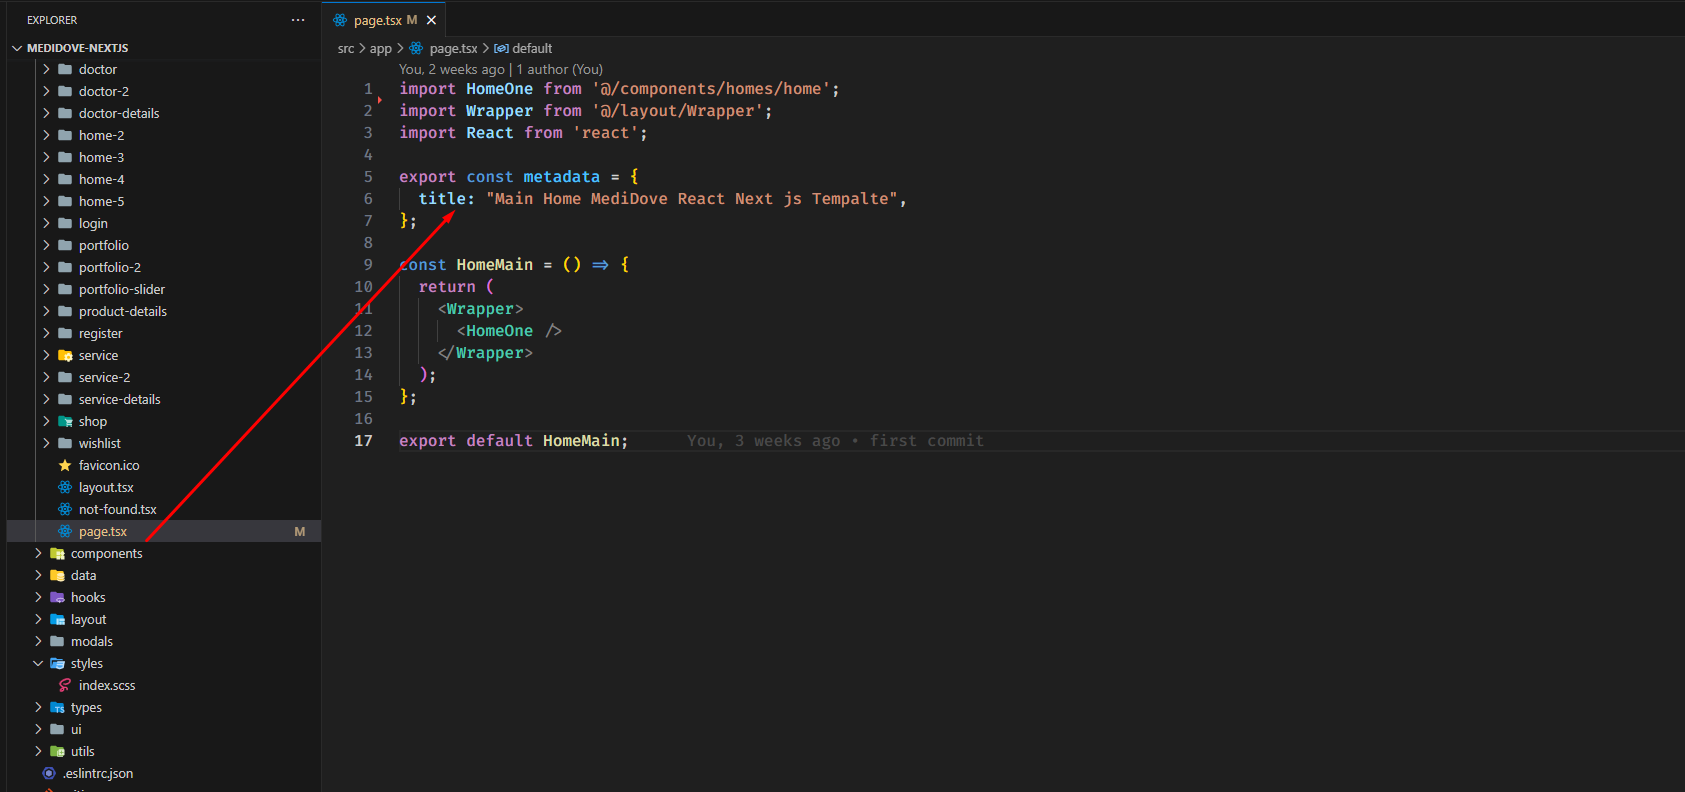 EXPLORER
MEDIDOVE-NEXTJS
doctor
doctor-2
doctor-details
home-2
home-3
home-4
home-5
login
portfolio
portfolio-2
portfolio-slider
product-details
register
service
service-2
service-details
shop
wishlist
favicon.ico
layout.tsx
not-found.tsx
page.tsx M
components
data
hooks
layout
modals
styles
index.scss
types
ui
utils
.eslintrc.json
page.tsx M
src > app > page.tsx > default
You, 2 weeks ago | 1 author (You)
1 import HomeOne from '@/components/homes/home';
2 import Wrapper from '@/layout/Wrapper';
3 import React from 'react';
4
5 export const metadata = {
6 title: "Main Home MediDove React Next js Tempalte",
7 };
8
9 const HomeMain = () => {
10 return (
11 <Wrapper>
12 <HomeOne />
13 </Wrapper>
14 );
15 };
16
17 export default HomeMain; You, 3 weeks ago • first commit